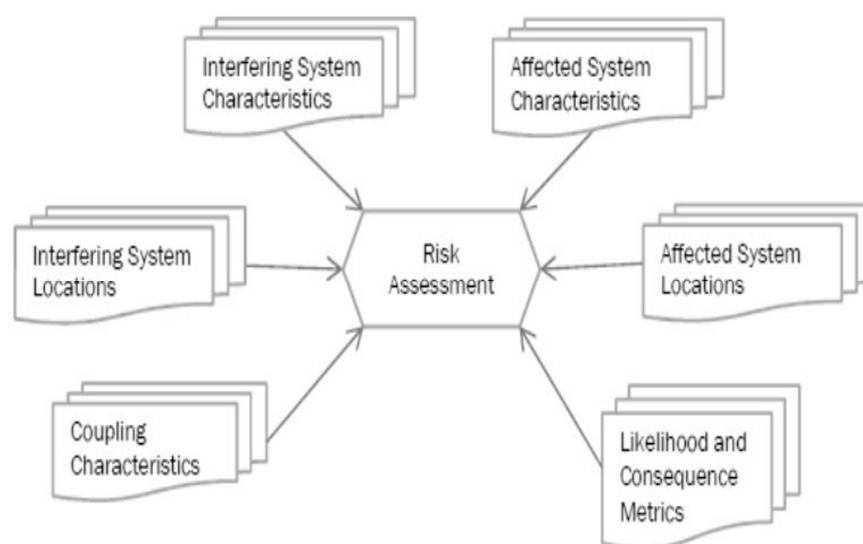 Interfering System
Characteristics
Affected System
Characteristics
Interfering System
Locations
Risk
Assessment
Affected System
Locations
Coupling
Characteristics
Likelihood and
Consequence
Metrics